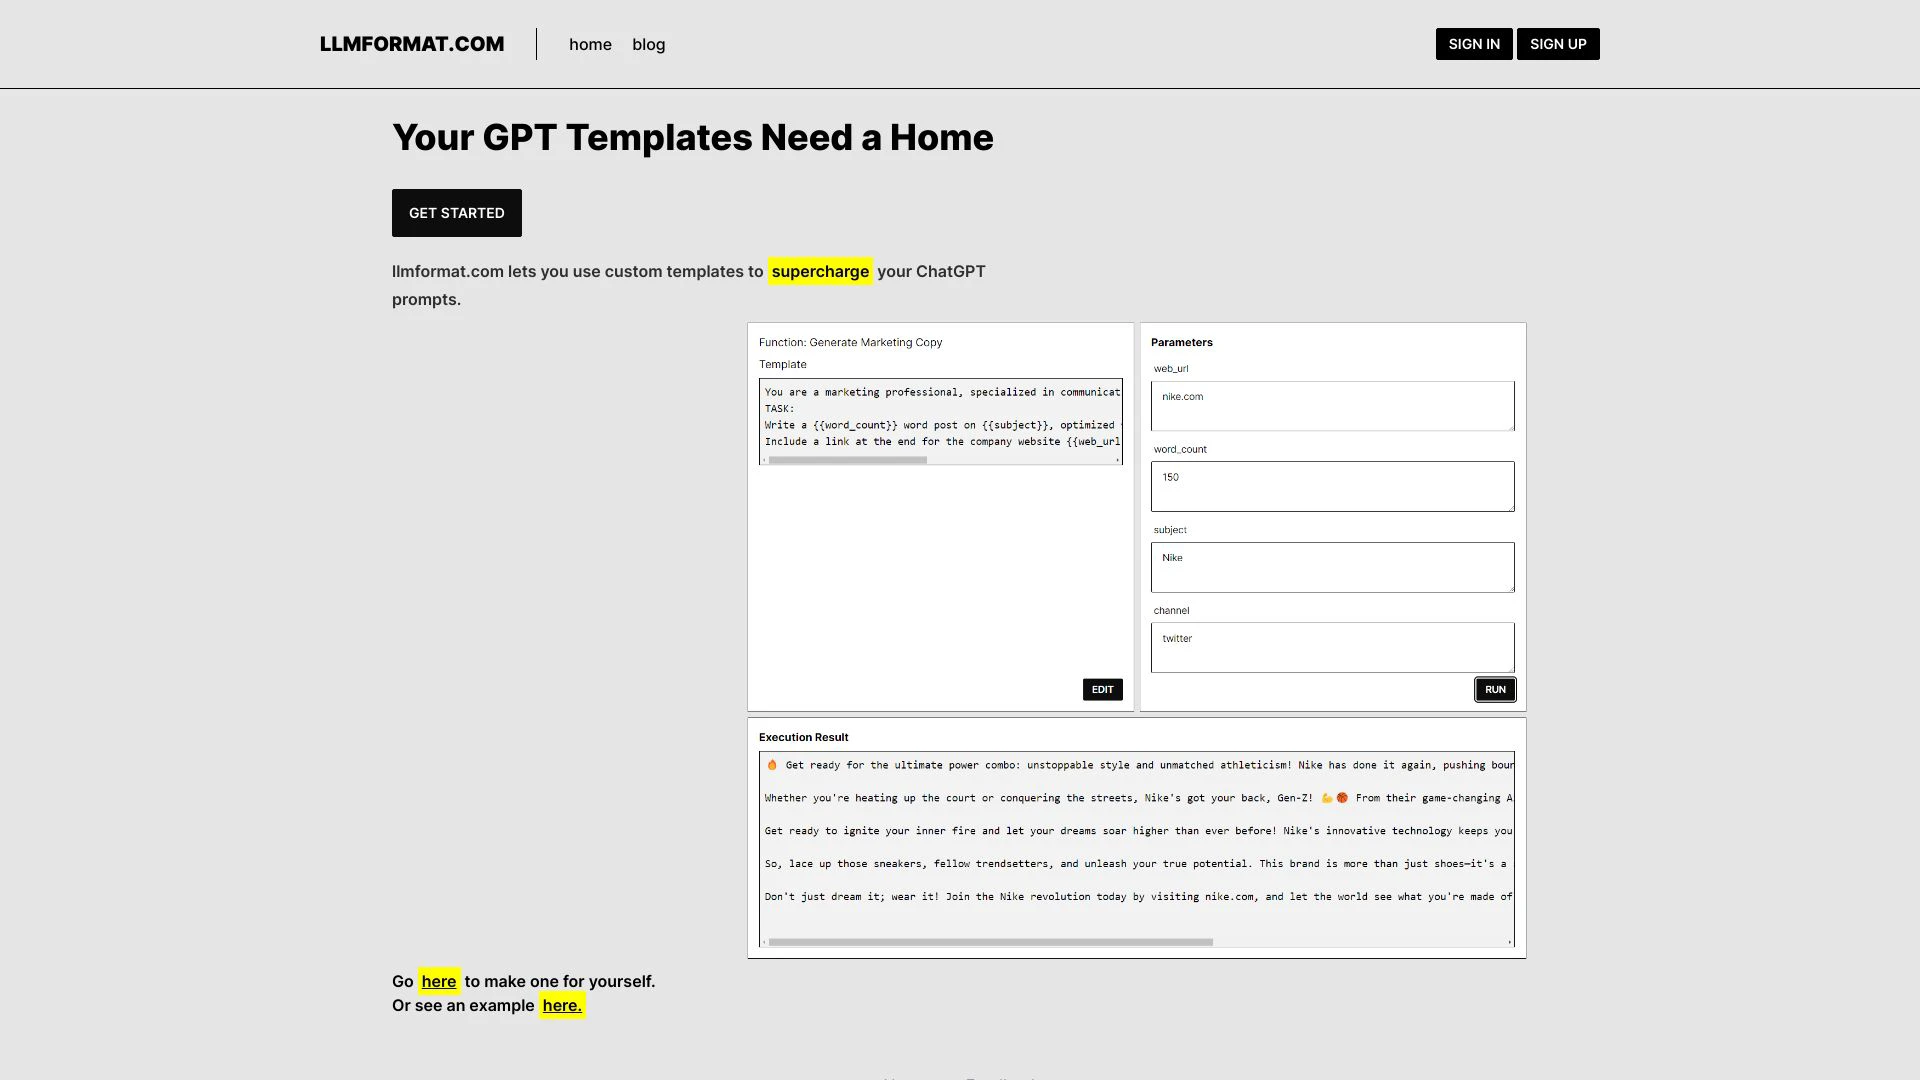 LLMFORMAT.COM
home
blog
SIGN IN
SIGN UP
Your GPT Templates Need a Home
GET STARTED
llmformat.com lets you use custom templates to supercharge your ChatGPT
prompts.
Function: Generate Marketing Copy
Template
You are a marketing professional, specialized in communicat
TASK:
Write a {{word_count}} word post on {{subject}}, optimized
Include a link at the end for the company website {{web_url
EDIT
Parameters
web_url
nike.com
word_count
150
subject
Nike
channel
twitter
RUN
Execution Result
🔥 Get ready for the ultimate power combo: unstoppable style and unmatched athleticism! Nike has done it again, pushing bour
Whether you're heating up the court or conquering the streets, Nike's got your back, Gen-Z! 💪🏀 From their game-changing A
Get ready to ignite your inner fire and let your dreams soar higher than ever before! Nike's innovative technology keeps you
So, lace up those sneakers, fellow trendsetters, and unleash your true potential. This brand is more than just shoes—it's a
Don't just dream it; wear it! Join the Nike revolution today by visiting nike.com, and let the world see what you're made of
Go here to make one for yourself.
Or see an example here.